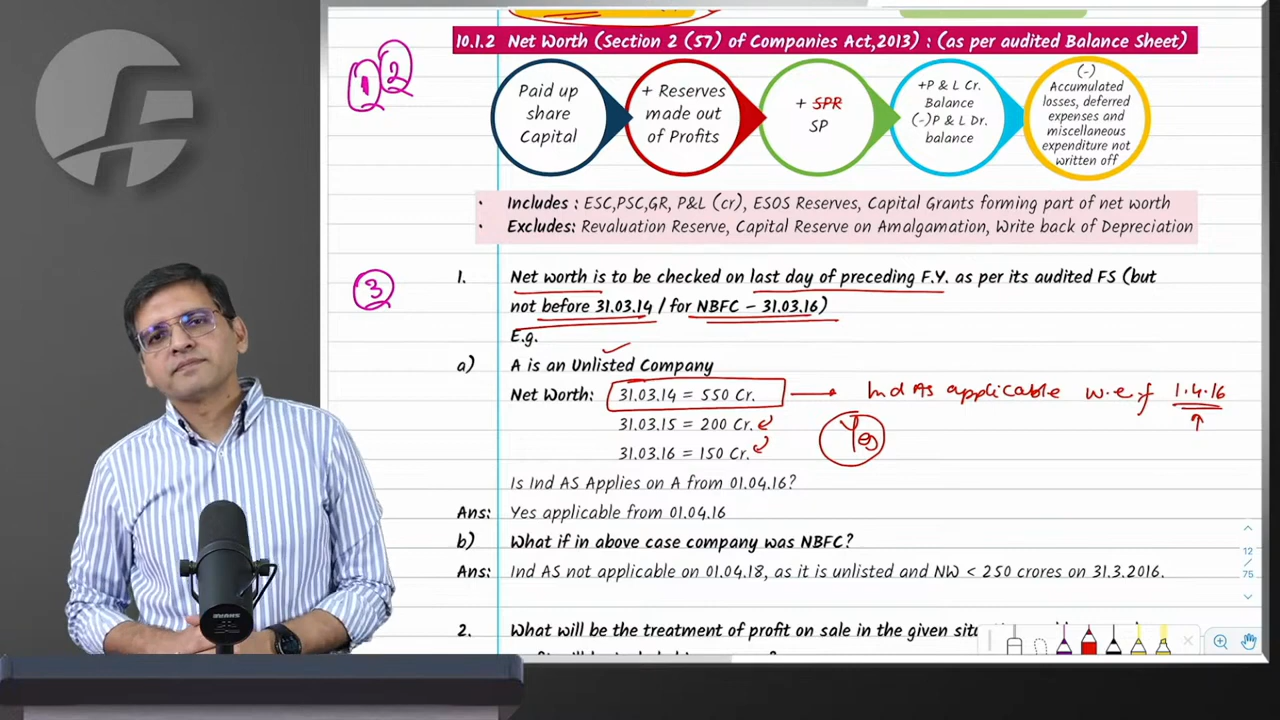 10.1.2 Net Worth (Section 2 (57) of Companies Act,2013) : (as per audited Balance Sheet)
1
2
Paid up
share
Capital
+ Reserves
made out
of Profits
+ SPR
SP
+P & L Cr.
Balance
(-)P & L Dr.
balance
(-)
Accumulated
losses, deferred
expenses and
miscellaneous
expenditure not
written off
• Includes : ESC,PSC,GR, P&L (cr), ESOS Reserves, Capital Grants forming part of net worth
• Excludes: Revaluation Reserve, Capital Reserve on Amalgamation, Write back of Depreciation
3
1. Net worth is to be checked on last day of preceding F.Y. as per its audited FS (but
not before 31.03.14 / for NBFC – 31.03.16)
E.g.
a) A is an Unlisted Company
Net Worth: 31.03.14 = 550 Cr. → Ind As applicable w.e.f 1.4.16
31.03.15 = 200 Cr.
Yes
31.03.16 = 150 Cr.
Is Ind AS Applies on A from 01.04.16?
Ans: Yes applicable from 01.04.16
b) What if in above case company was NBFC?
Ans: Ind AS not applicable on 01.04.18, as it is unlisted and NW < 250 crores on 31.3.2016.
2. What will be the treatment of profit on sale in the given
12
/
75